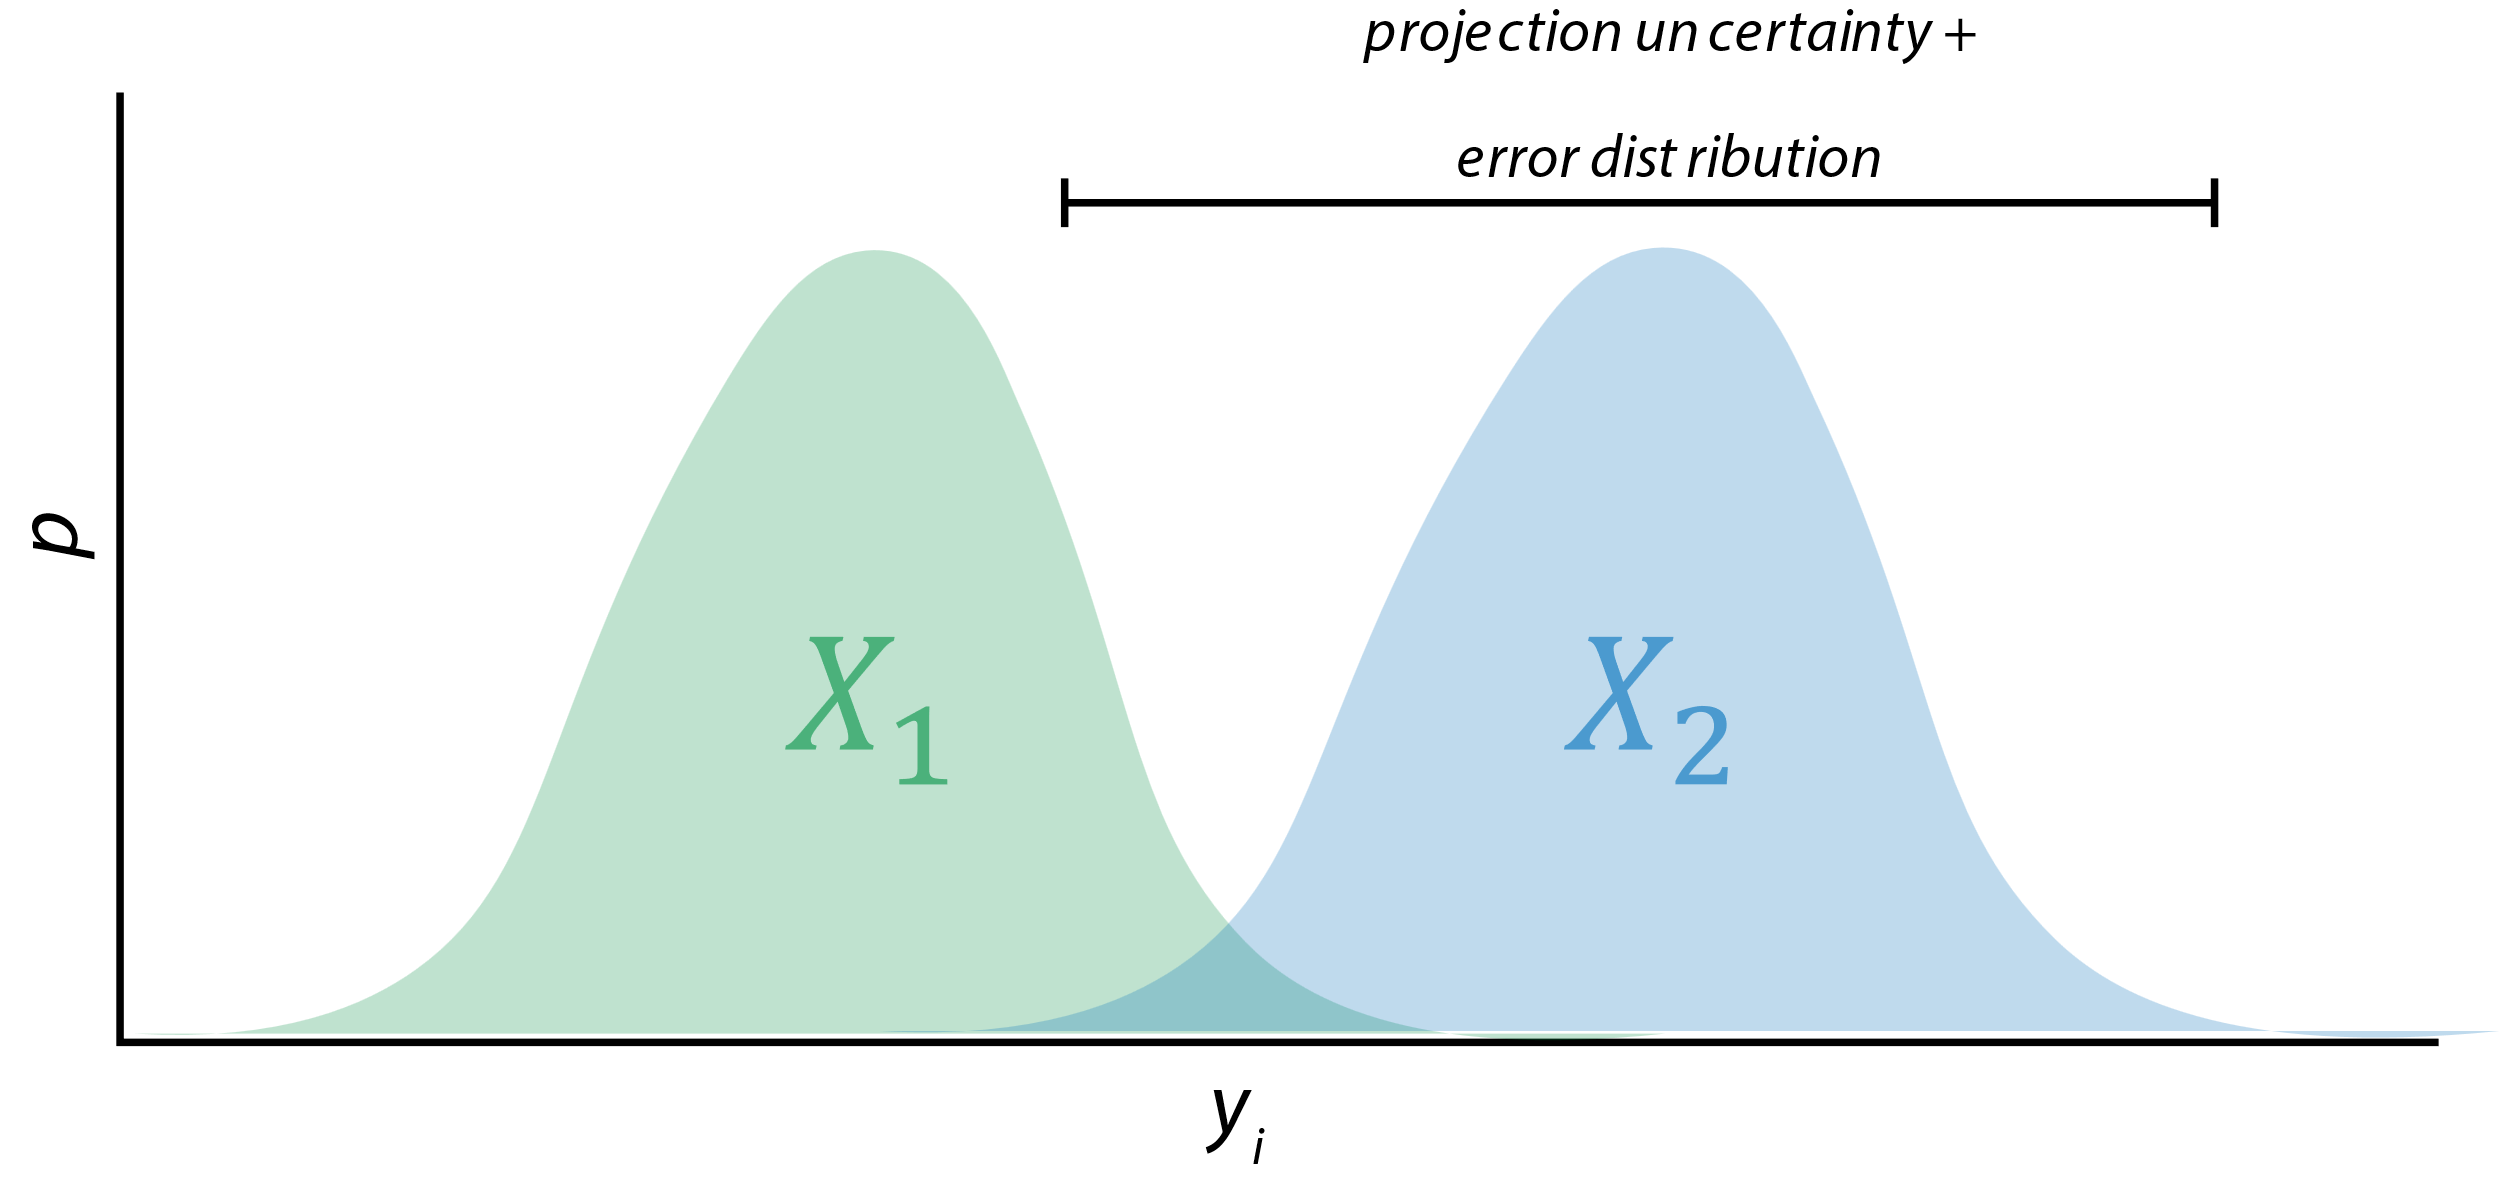 projection uncertainty +
error distribution
p
X₁
X₂
yᵢ